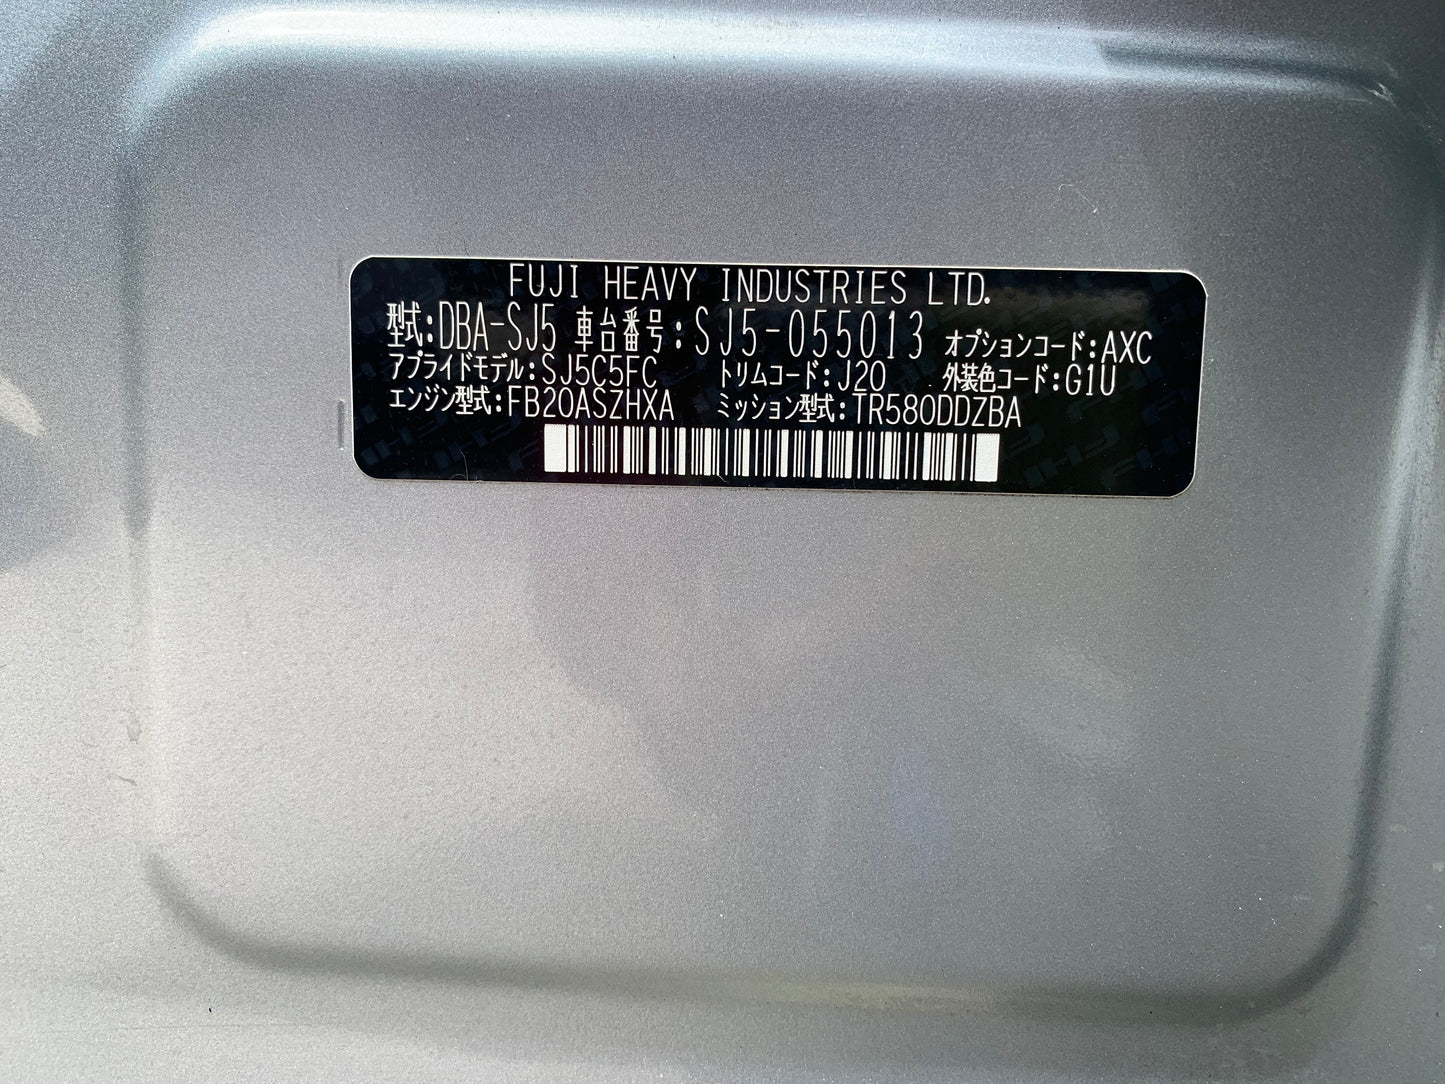 FUJI HEAVY INDUSTRIES LTD.
型式:DBA-SJ5 車台番号:SJ5-055013 オプションコード:AXC
アプライドモデル:SJ5C5FC トリムコード:J20 外装色コード:G1U
エンジン型式:FB20ASZHXA ミッション型式:TR580DDZBA